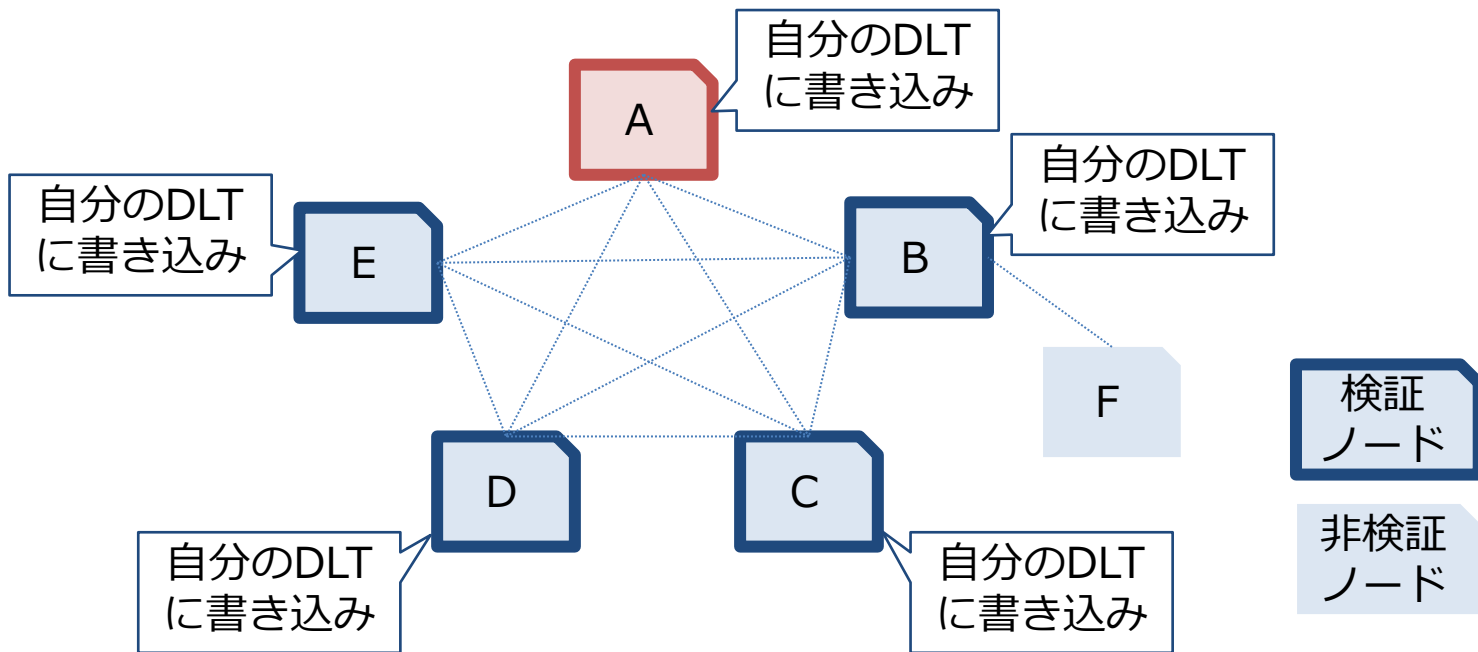 自分のDLT
に書き込み
A
自分のDLT
に書き込み
自分のDLT
に書き込み
E
B
F
検証
ノード
D
C
非検証
ノード
自分のDLT
に書き込み
自分のDLT
に書き込み